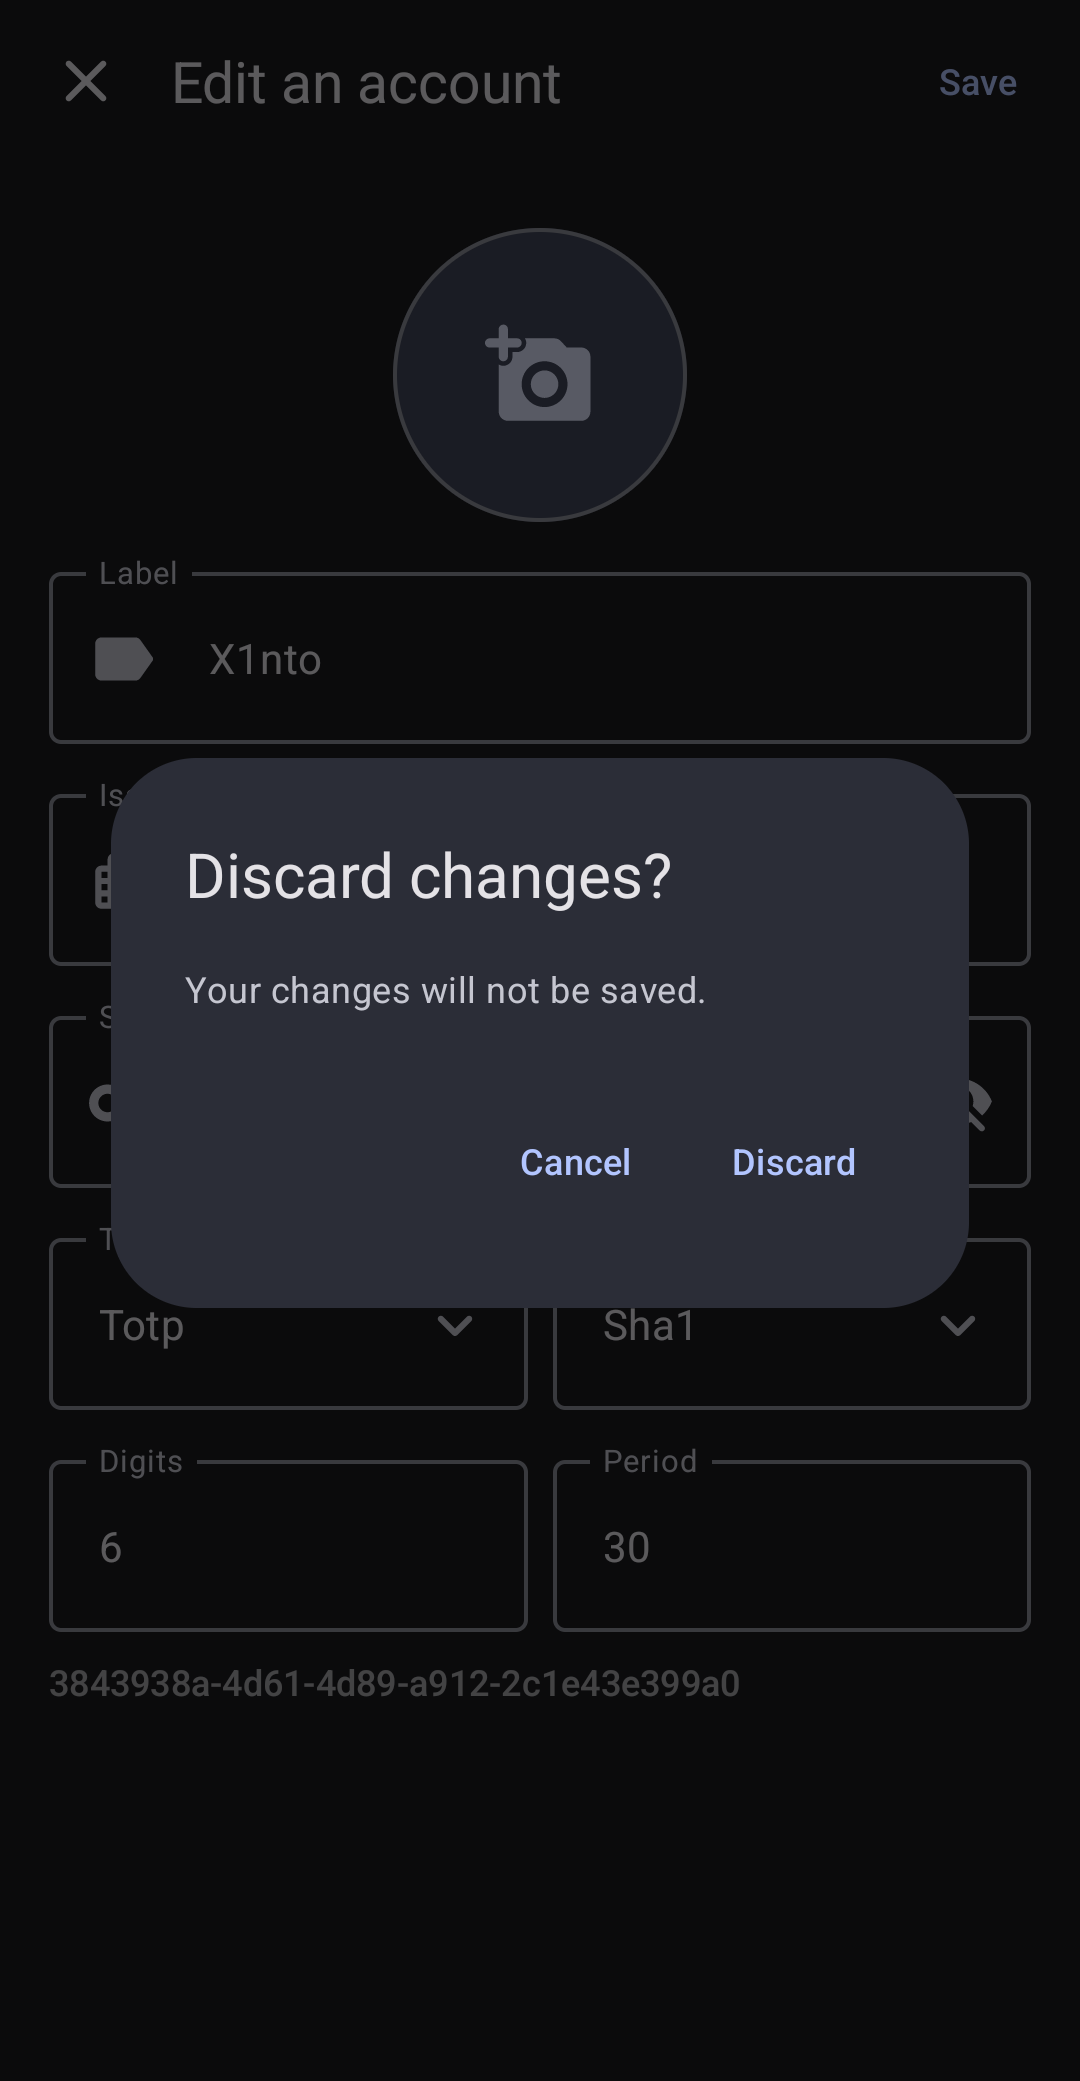 Edit an account
Save
Label
X1nto
Discard changes?
Your changes will not be saved.
Cancel
Discard
Totp
Sha1
Digits
Period
6
30
3843938a-4d61-4d89-a912-2c1e43e399a0